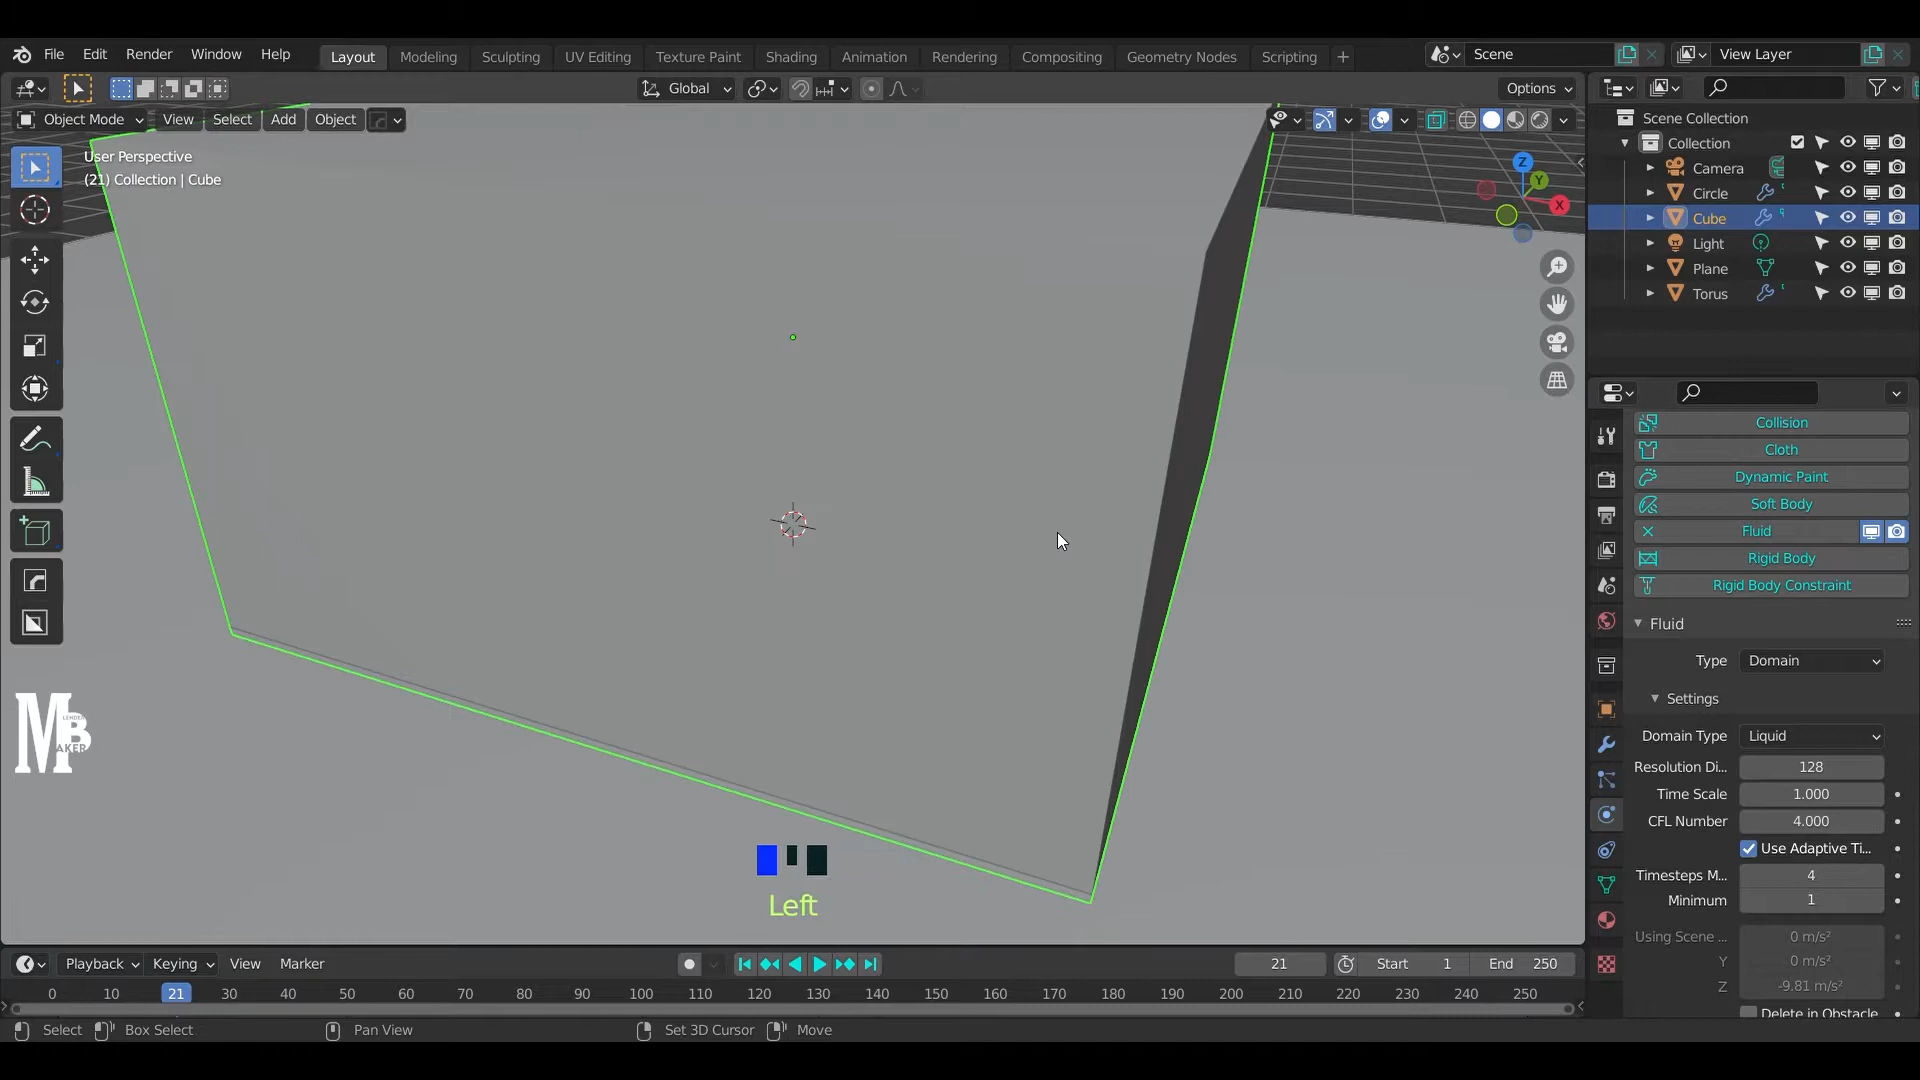 File Edit Render Window Help Layout Modeling Sculpting UV Editing Texture Paint Shading Animation Rendering Compositing Geometry Nodes Scripting + Scene View Layer
Global Options
Object Mode View Select Add Object
User Perspective
(21) Collection | Cube
Z
Y
X
Scene Collection
Collection
Camera
Circle
Cube
Light
Plane
Torus
Collision
Cloth
Dynamic Paint
Soft Body
Fluid
Rigid Body
Rigid Body Constraint
Fluid
Type Domain
Settings
Domain Type Liquid
Resolution Di... 128
Time Scale 1.000
CFL Number 4.000
Use Adaptive Ti...
Timesteps M... 4
Minimum 1
Using Scene ... 0 m/s²
Y 0 m/s²
Z -9.81 m/s²
Delete in Obstacle
M
LENDER
B
AKER
Left
Playback Keying View Marker 21 Start 1 End 250
0 10 21 30 40 50 60 70 80 90 100 110 120 130 140 150 160 170 180 190 200 210 220 230 240 250
Select Box Select Pan View Set 3D Cursor Move